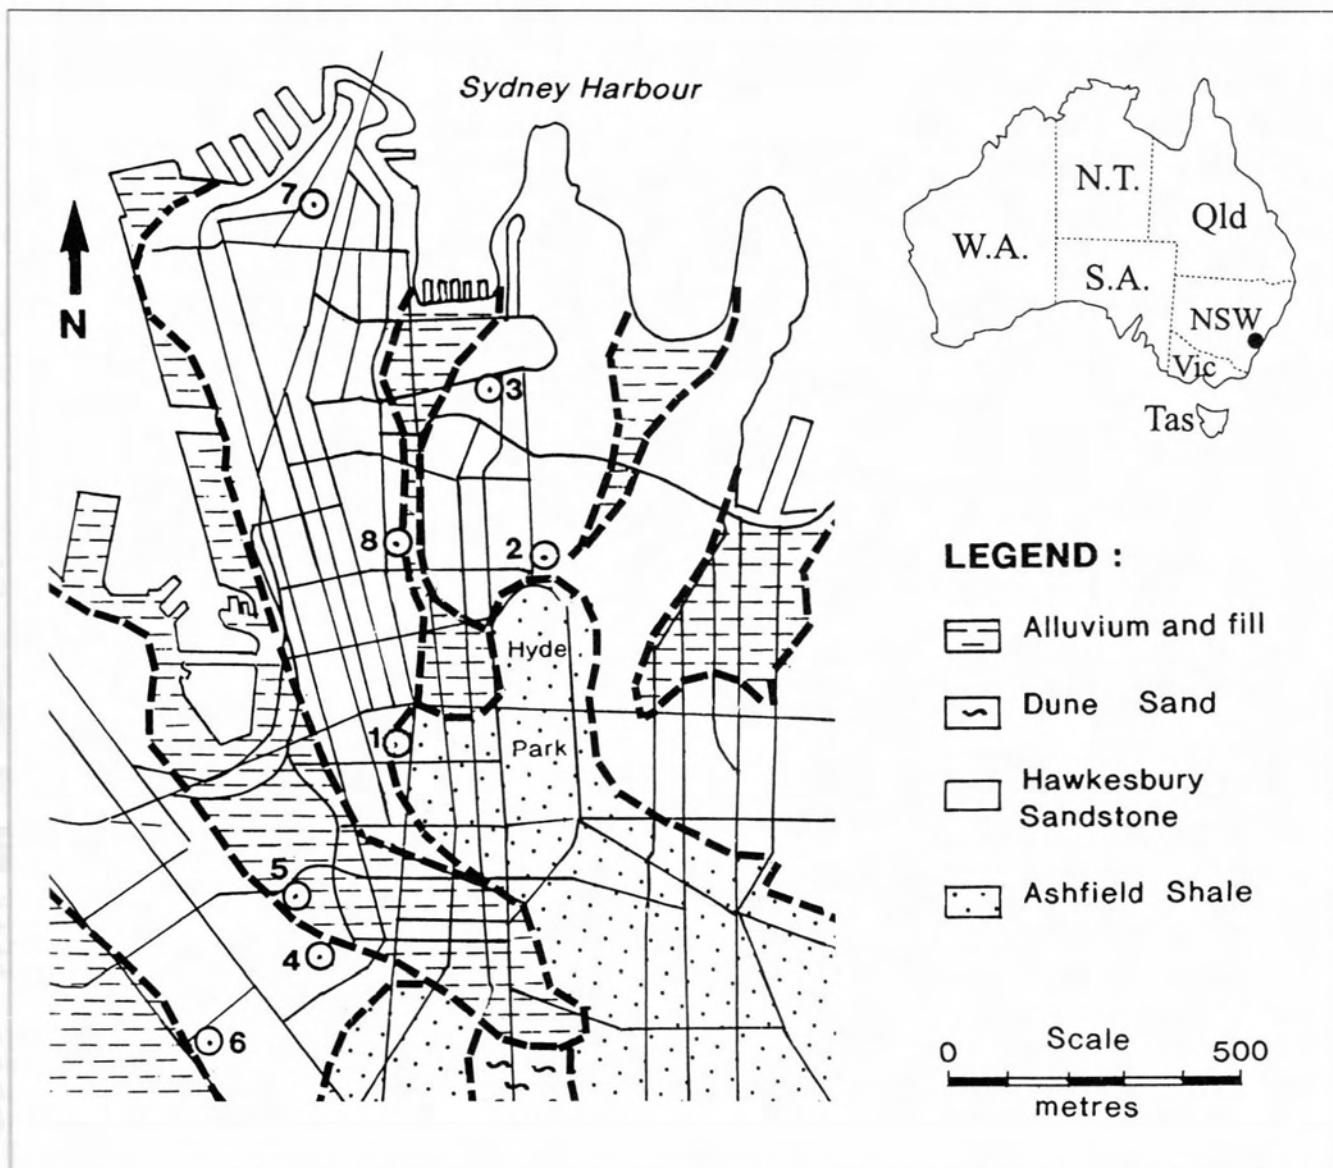 Sydney Harbour
7
N
3
8
2
Hyde
Park
1
5
4
6
N.T.
Qld
W.A.
S.A.
NSW
Vic
Tas
LEGEND :
Alluvium and fill
Dune Sand
Hawkesbury
Sandstone
Ashfield Shale
Scale
0 500
metres